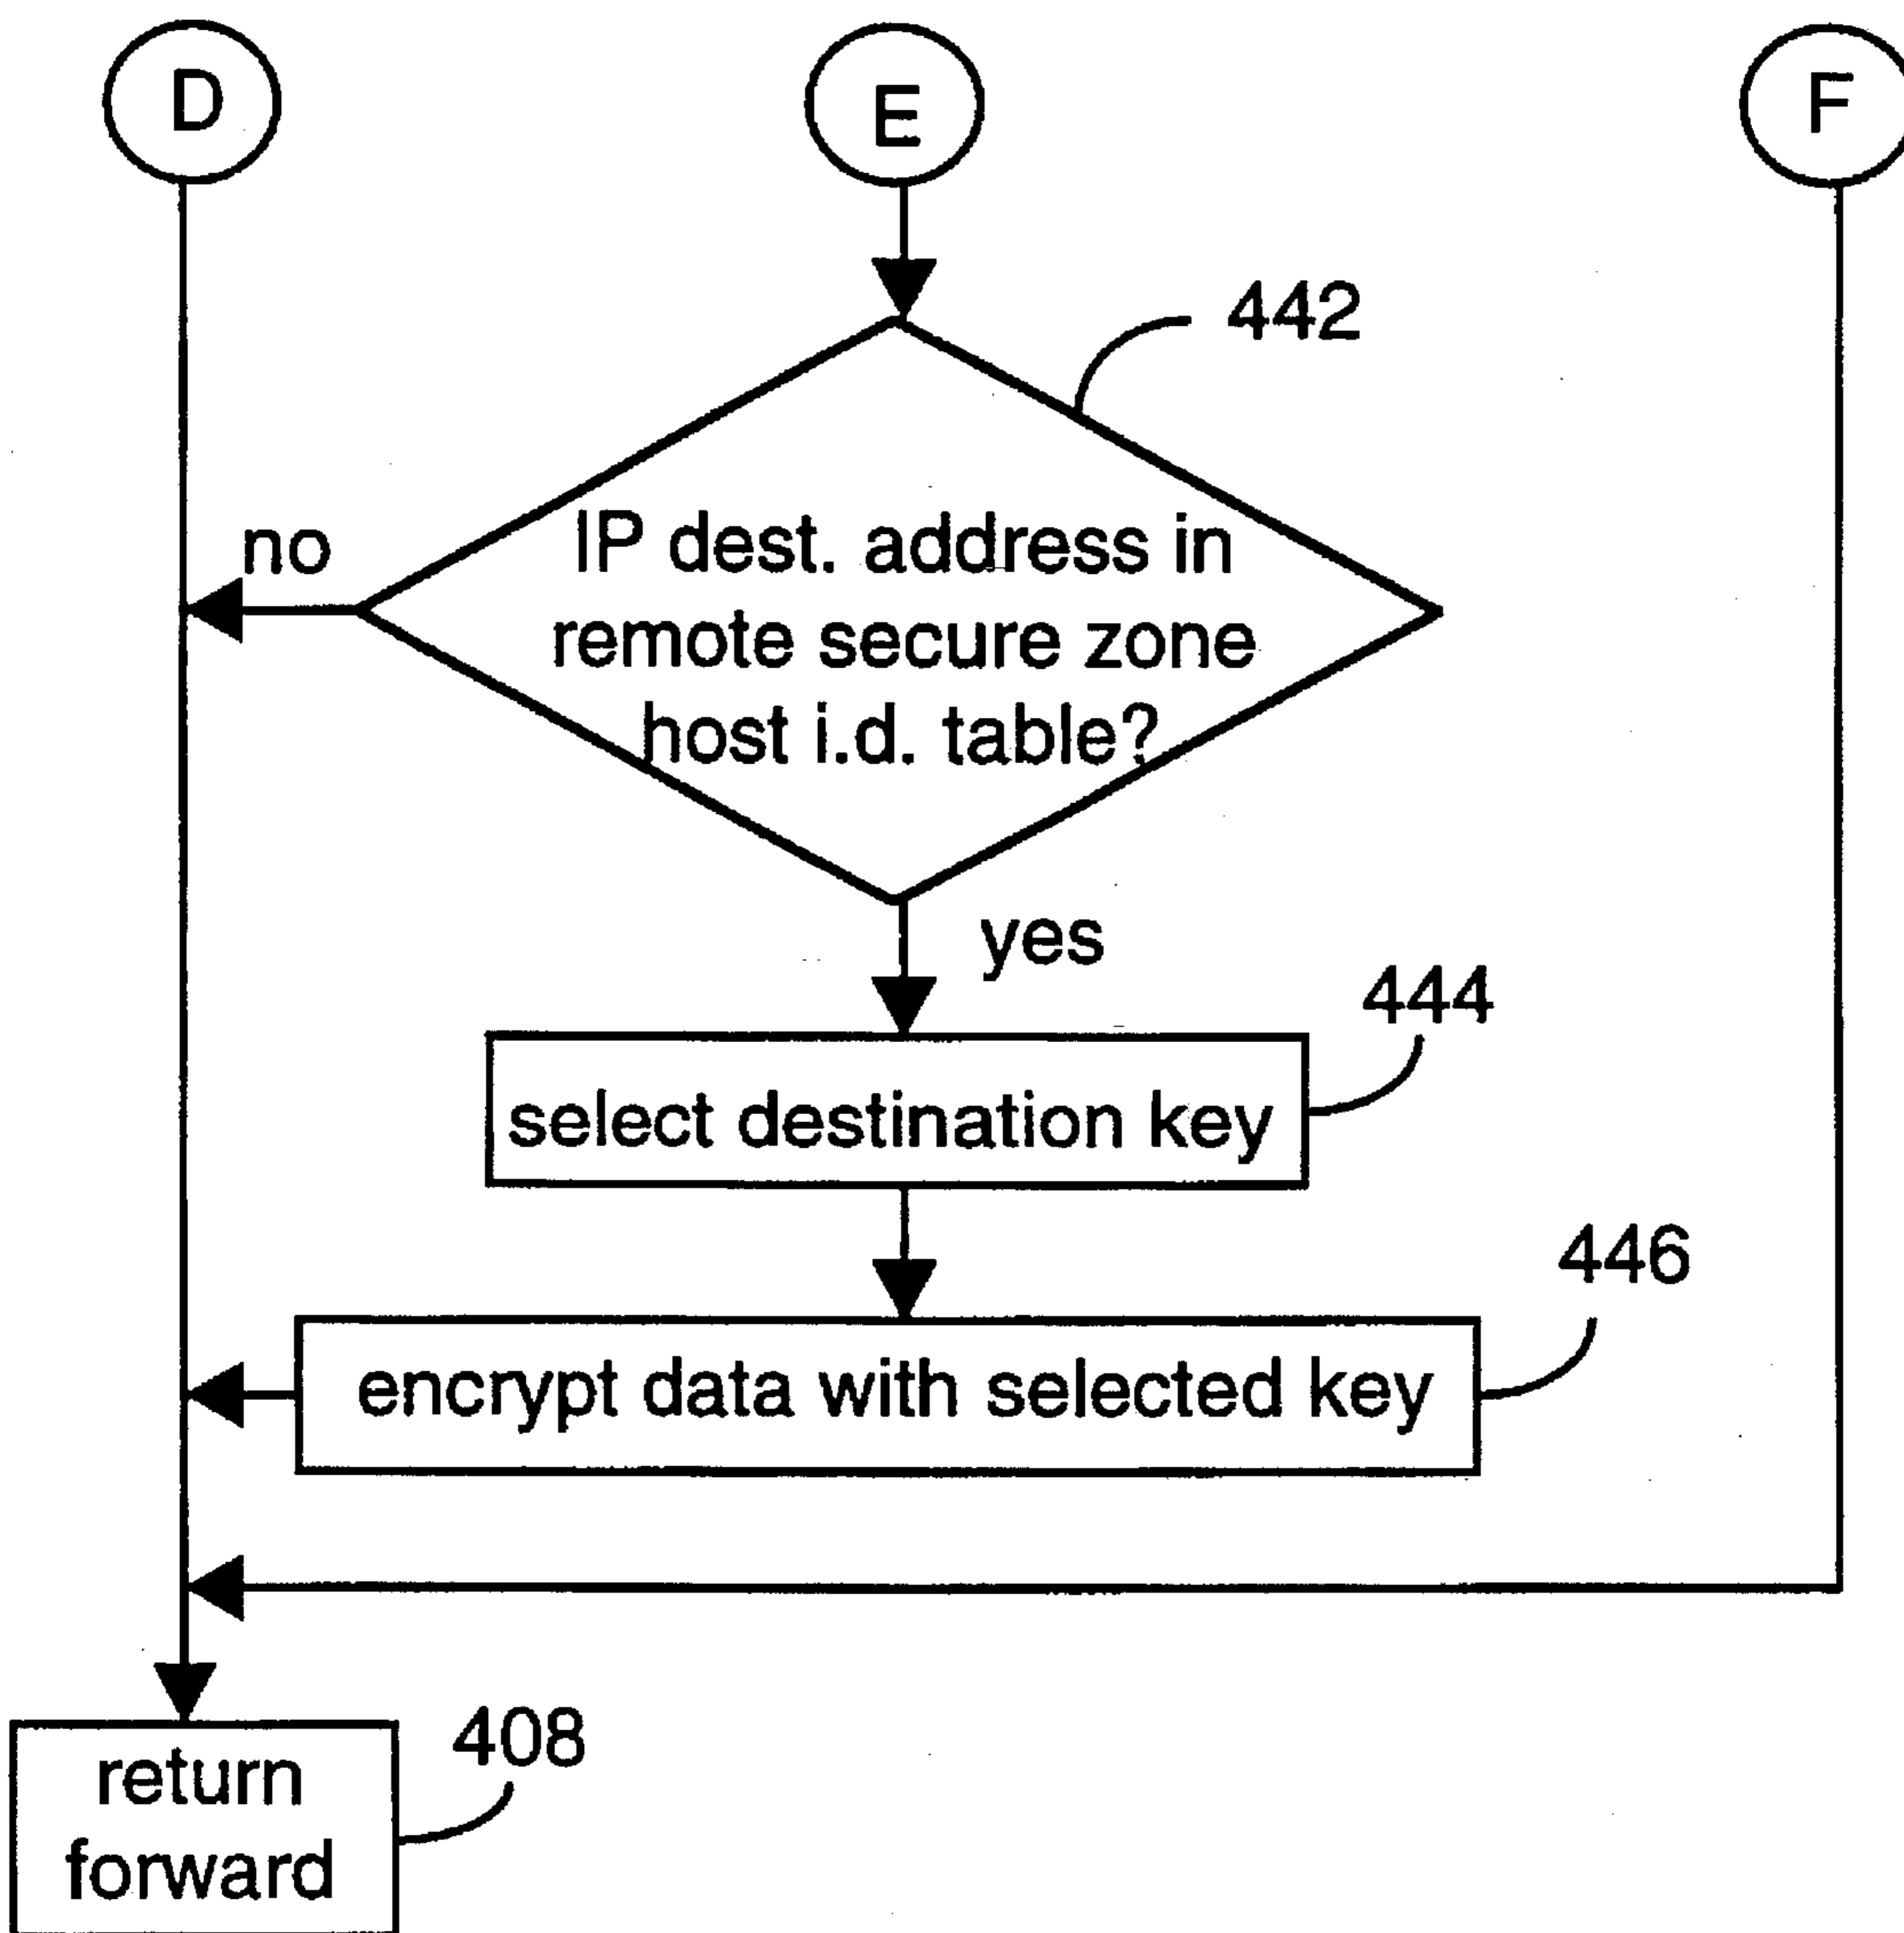 D
E
F
442
no
IP dest. address in
remote secure zone
host i.d. table?
yes
444
select destination key
446
encrypt data with selected key
408
return
forward